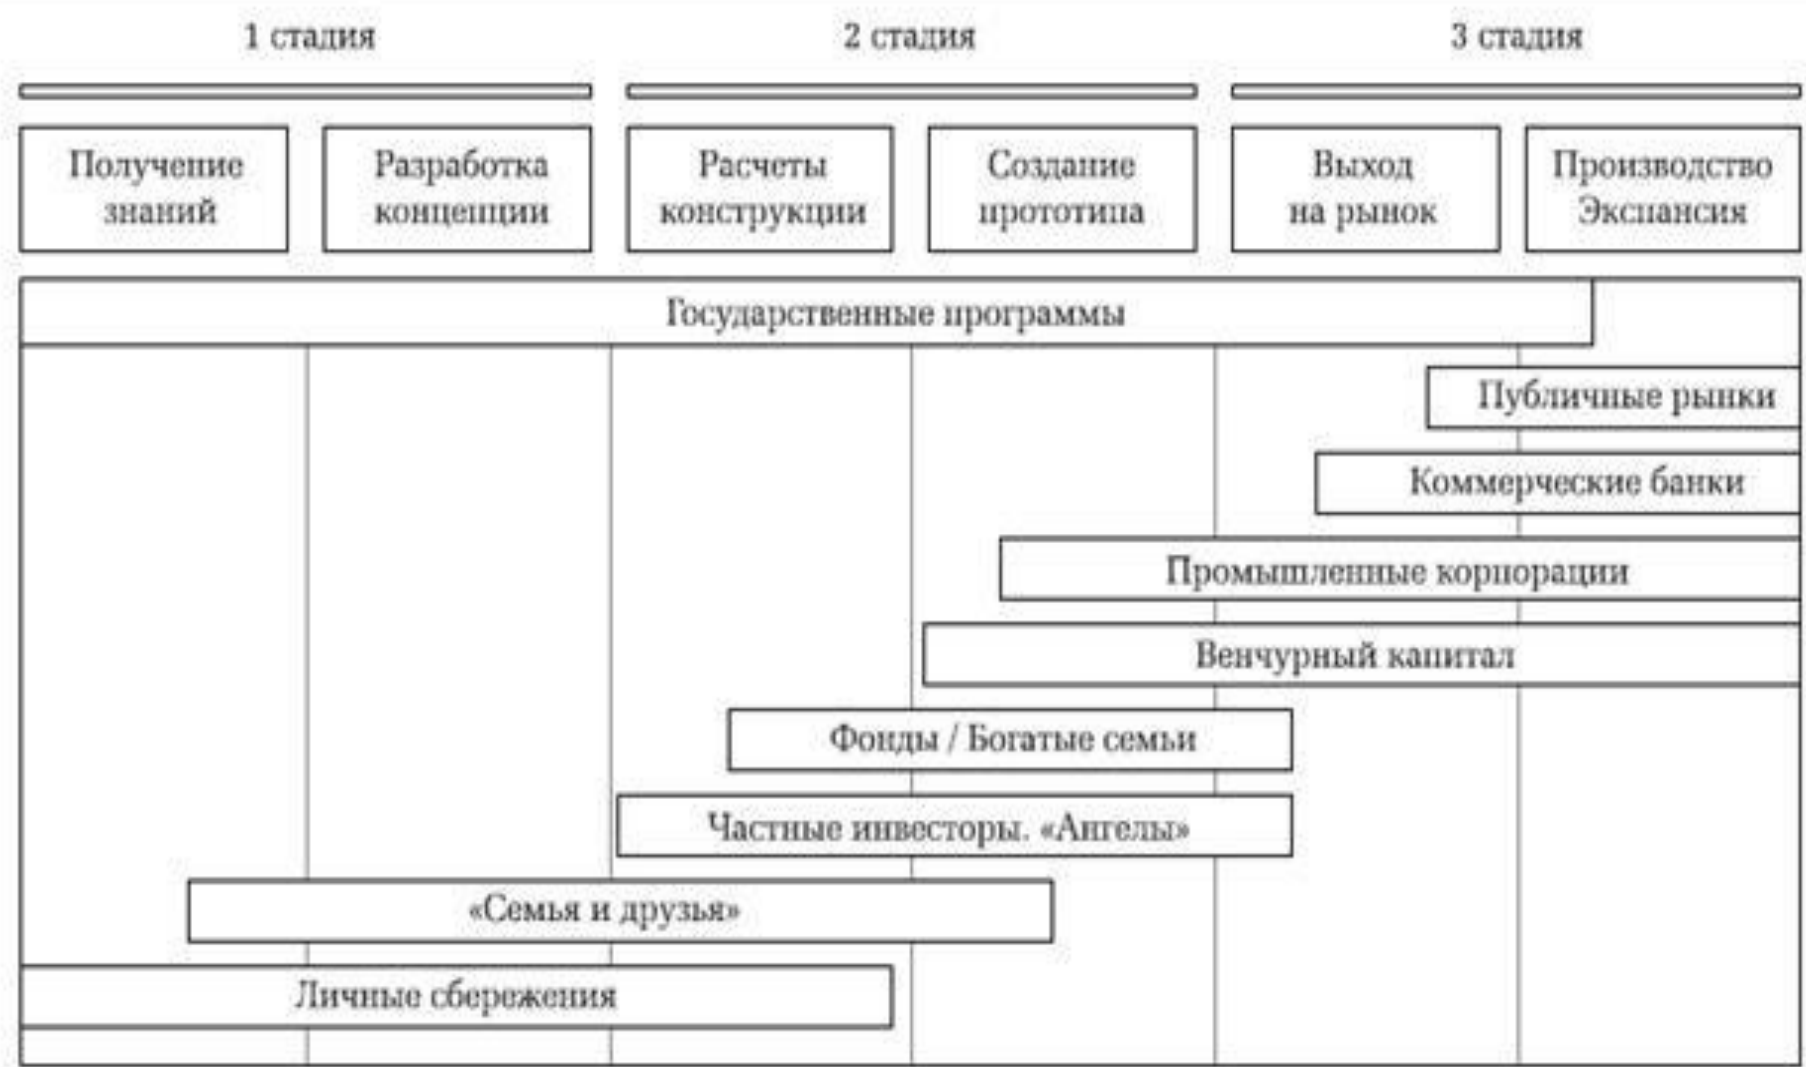 1 стадия
2 стадия
3 стадия
Получение
знаний
Разработка
концепции
Расчеты
конструкции
Создание
прототипа
Выход
на рынок
Производство
Экспансия
Государственные программы
Публичные рынки
Коммерческие банки
Промышленные корпорации
Венчурный капитал
Фонды / Богатые семьи
Частные инвесторы. «Ангелы»
«Семья и друзья»
Личные сбережения